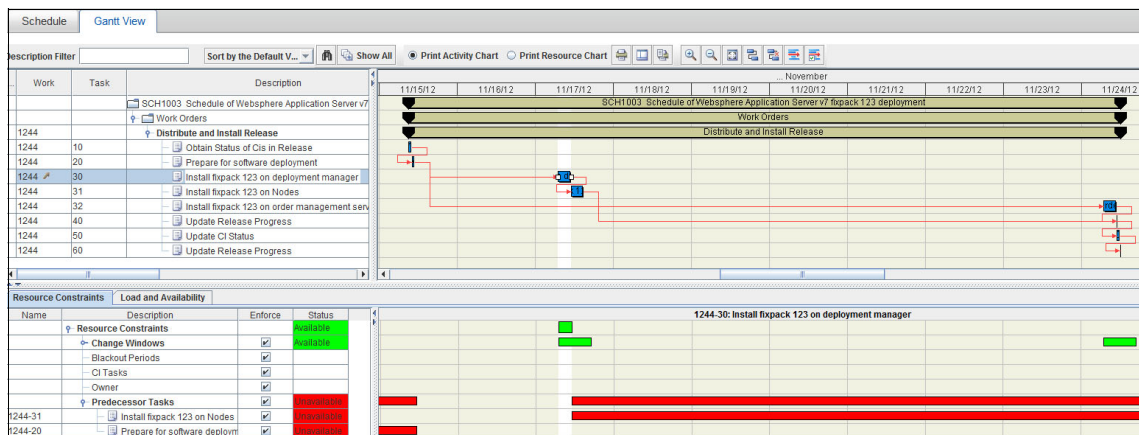 Schedule Gantt View
Description Filter Sort by the Default V... Show All Print Activity Chart Print Resource Chart
... Work Task Description
... November
11/15/12 11/16/12 11/17/12 11/18/12 11/19/12 11/20/12 11/21/12 11/22/12 11/23/12 11/24/12
SCH1003 Schedule of Websphere Application Server v7 SCH1003 Schedule of Websphere Application Server v7 fixpack 123 deployment
Work Orders Work Orders
1244 Distribute and Install Release Distribute and Install Release
1244 10 Obtain Status of Cis in Release
1244 20 Prepare for software deployment
1244 30 Install fixpack 123 on deployment manager
1244 31 Install fixpack 123 on Nodes
1244 32 Install fixpack 123 on order management serv
1244 40 Update Release Progress
1244 50 Update CI Status
1244 60 Update Release Progress
Resource Constraints Load and Availability
Name Description Enforce Status 1244-30: Install fixpack 123 on deployment manager
Resource Constraints Available
Change Windows Available
Blackout Periods
CI Tasks
Owner
Predecessor Tasks Unavailable
1244-31 Install fixpack 123 on Nodes Unavailable
1244-20 Prepare for software deploym Unavailable